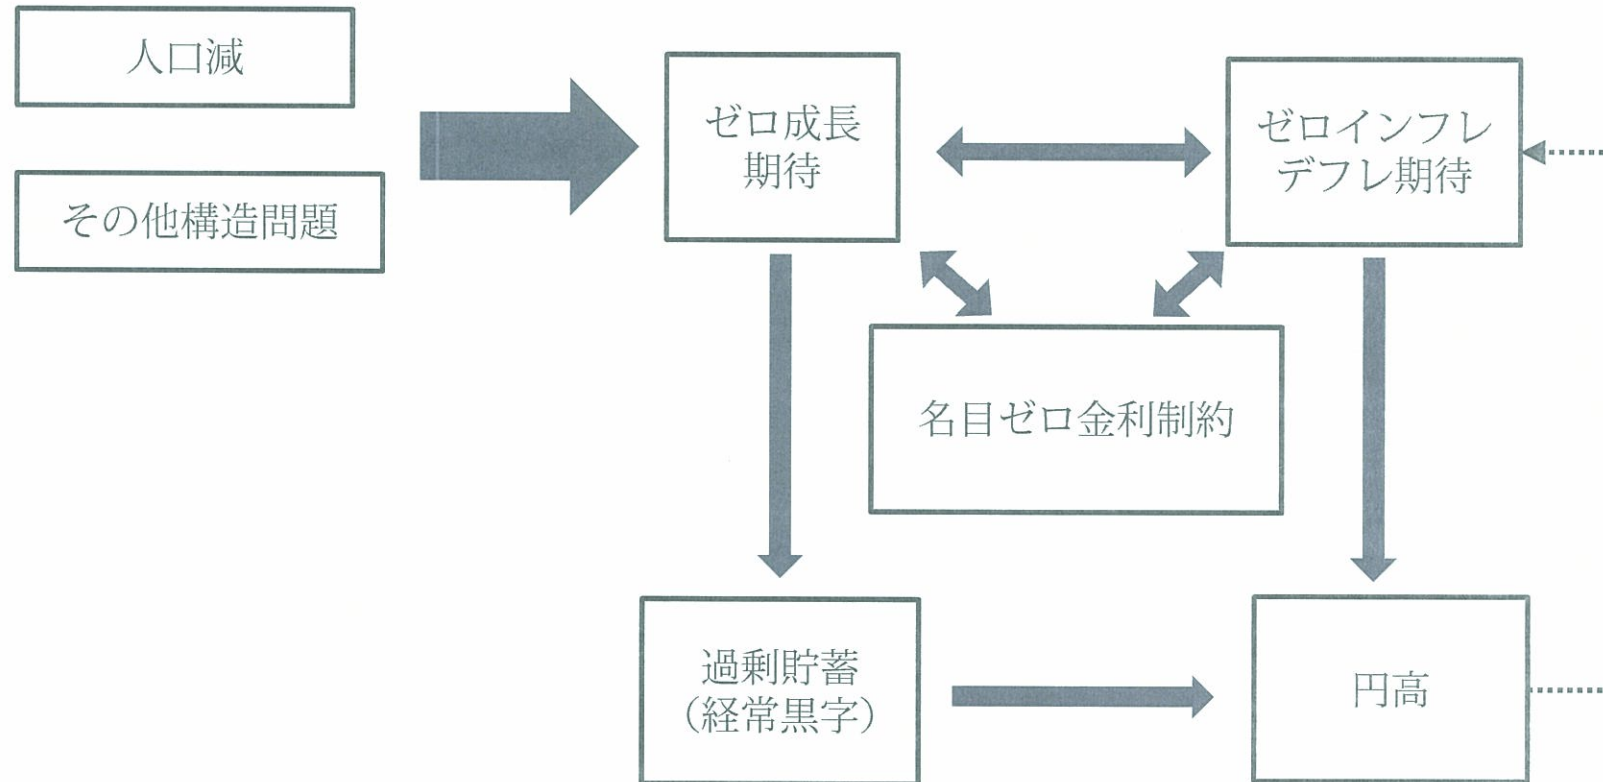 人口減
その他構造問題
ゼロ成長
期待
ゼロインフレ
デフレ期待
名目ゼロ金利制約
過剰貯蓄
（経常黒字）
円高